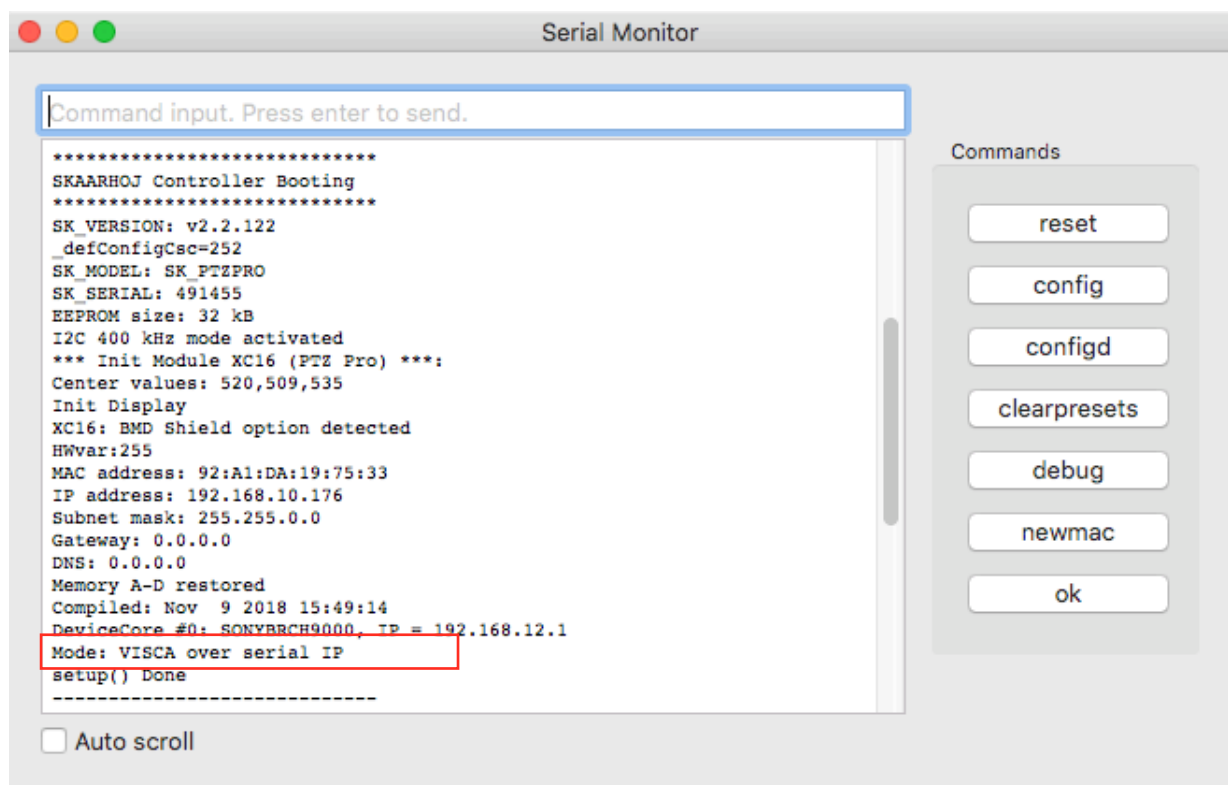 Serial Monitor
Command input. Press enter to send.
*****************************
SKAARHOJ Controller Booting
*****************************
SK_VERSION: v2.2.122
_defConfigCsc=252
SK_MODEL: SK_PTZPRO
SK_SERIAL: 491455
EEPROM size: 32 kB
I2C 400 kHz mode activated
*** Init Module XC16 (PTZ Pro) ***:
Center values: 520,509,535
Init Display
XC16: BMD Shield option detected
HWvar:255
MAC address: 92:A1:DA:19:75:33
IP address: 192.168.10.176
Subnet mask: 255.255.0.0
Gateway: 0.0.0.0
DNS: 0.0.0.0
Memory A-D restored
Compiled: Nov  9 2018 15:49:14
DeviceCore #0: SONYBRCH9000, IP = 192.168.12.1
Mode: VISCA over serial IP
setup() Done
-----------------------------
Auto scroll
Commands
reset
config
configd
clearpresets
debug
newmac
ok